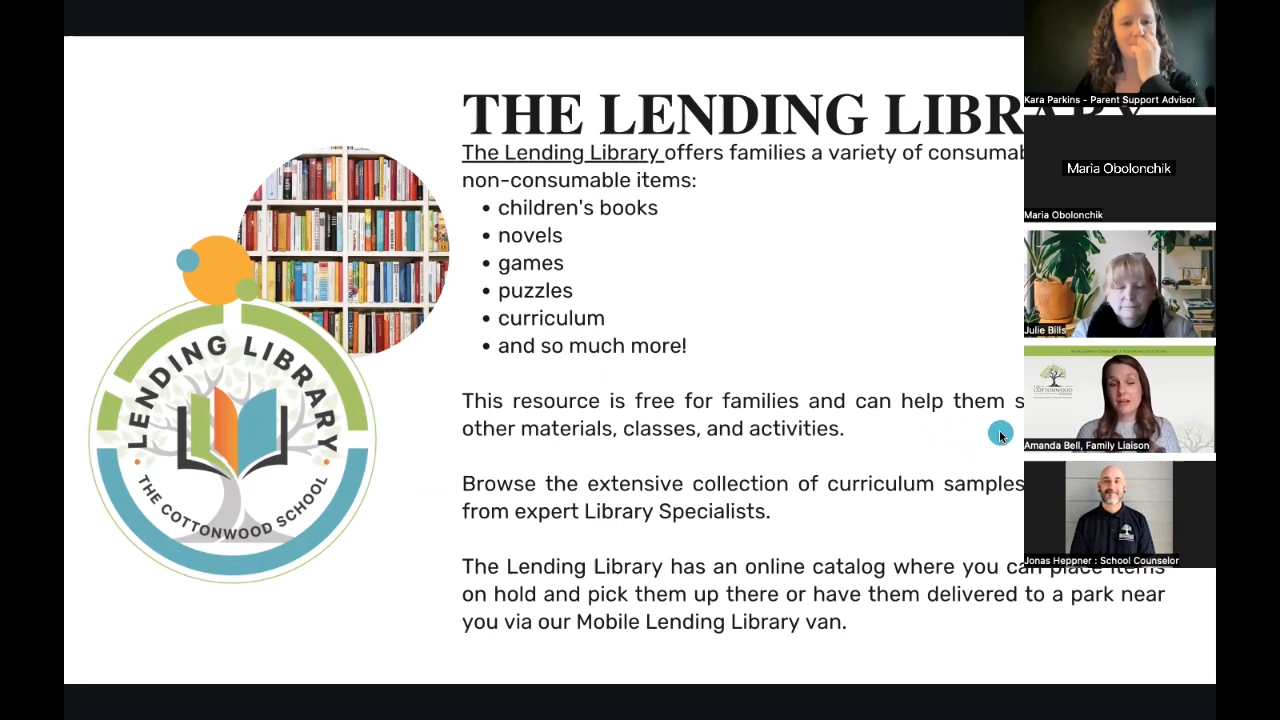 THE LENDING LIBRARY
The Lending Library offers families a variety of
non-consumable items:
• children's books
• novels
• games
• puzzles
• curriculum
• and so much more!
This resource is free for families and can help them
other materials, classes, and activities.
Browse the extensive collection of curriculum samples
from expert Library Specialists.
The Lending Library has an online catalog where you can place items
on hold and pick them up there or have them delivered to a park near
you via our Mobile Lending Library van.
LENDING LIBRARY
THE COTTONWOOD SCHOOL
Kara Parkins - Parent Support Advisor
Maria Obolonchik
Maria Obolonchik
Julie Bills
COTTONWOOD
Amanda Bell, Family Liaison
Jonas Heppner : School Counselor